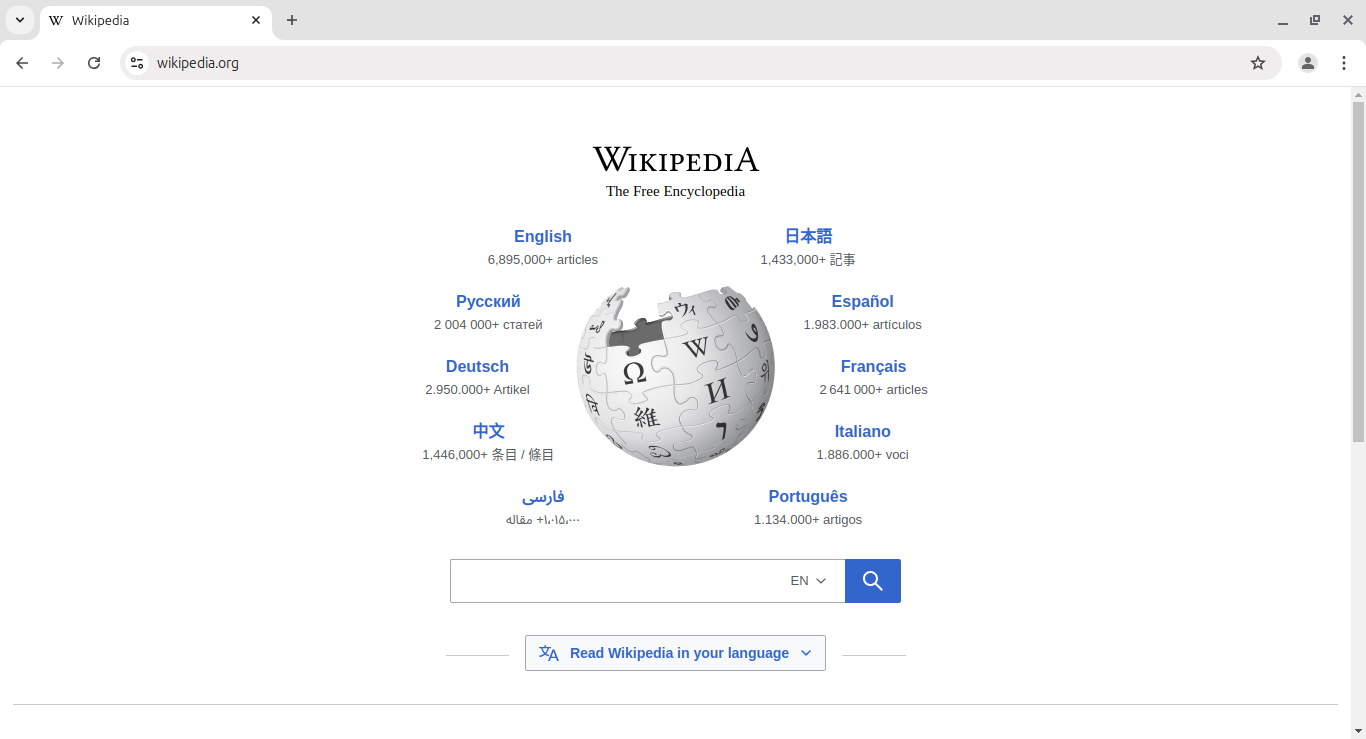 Wikipedia
wikipedia.org
WIKIPEDIA
The Free Encyclopedia
English
6,895,000+ articles
日本語
1,433,000+ 記事
Русский
2 004 000+ статей
Español
1.983.000+ artículos
Deutsch
2.950.000+ Artikel
Français
2 641 000+ articles
中文
1,446,000+ 条目 / 條目
Italiano
1.886.000+ voci
فارسی
۱٬۰۱۵٬۰۰۰+ مقاله
Português
1.134.000+ artigos
Ω
W
И
維
ウィ
EN
Read Wikipedia in your language